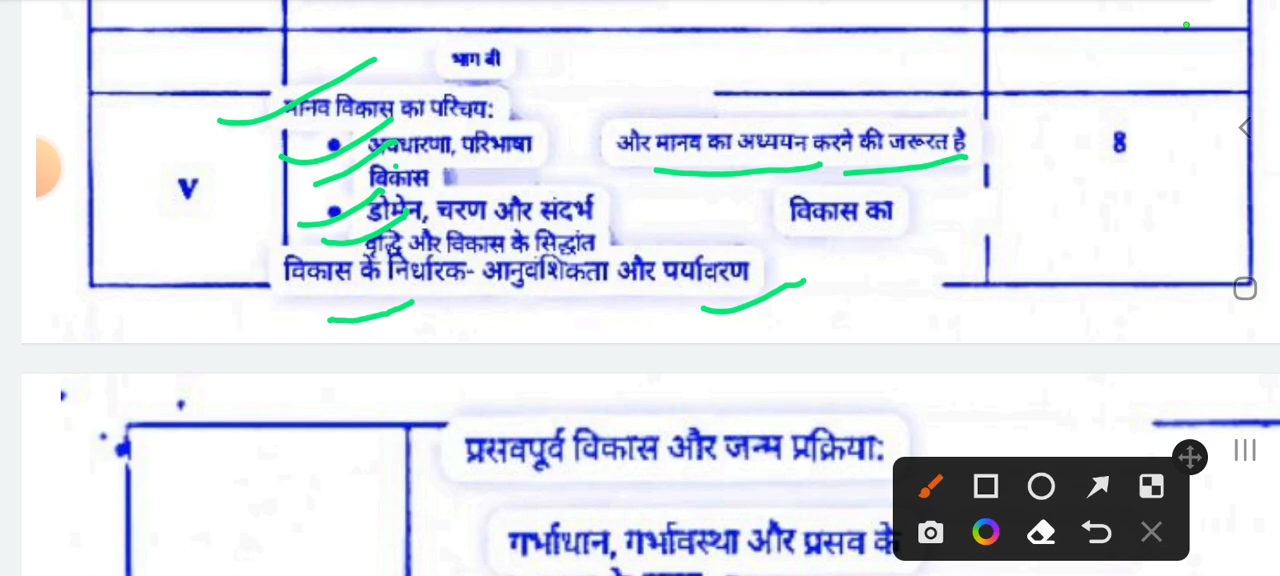 भाग बी
मानव विकास का परिचय:
अवधारणा, परिभाषा और मानव का अध्ययन करने की जरूरत है 8
विकास
V
डोमेन, चरण और संदर्भ विकास का
वृद्धि और विकास के सिद्धांत
विकास के निर्धारक- आनुवंशिकता और पर्यावरण
प्रसवपूर्व विकास और जन्म प्रक्रिया:
गर्भाधान, गर्भावस्था और प्रसव के